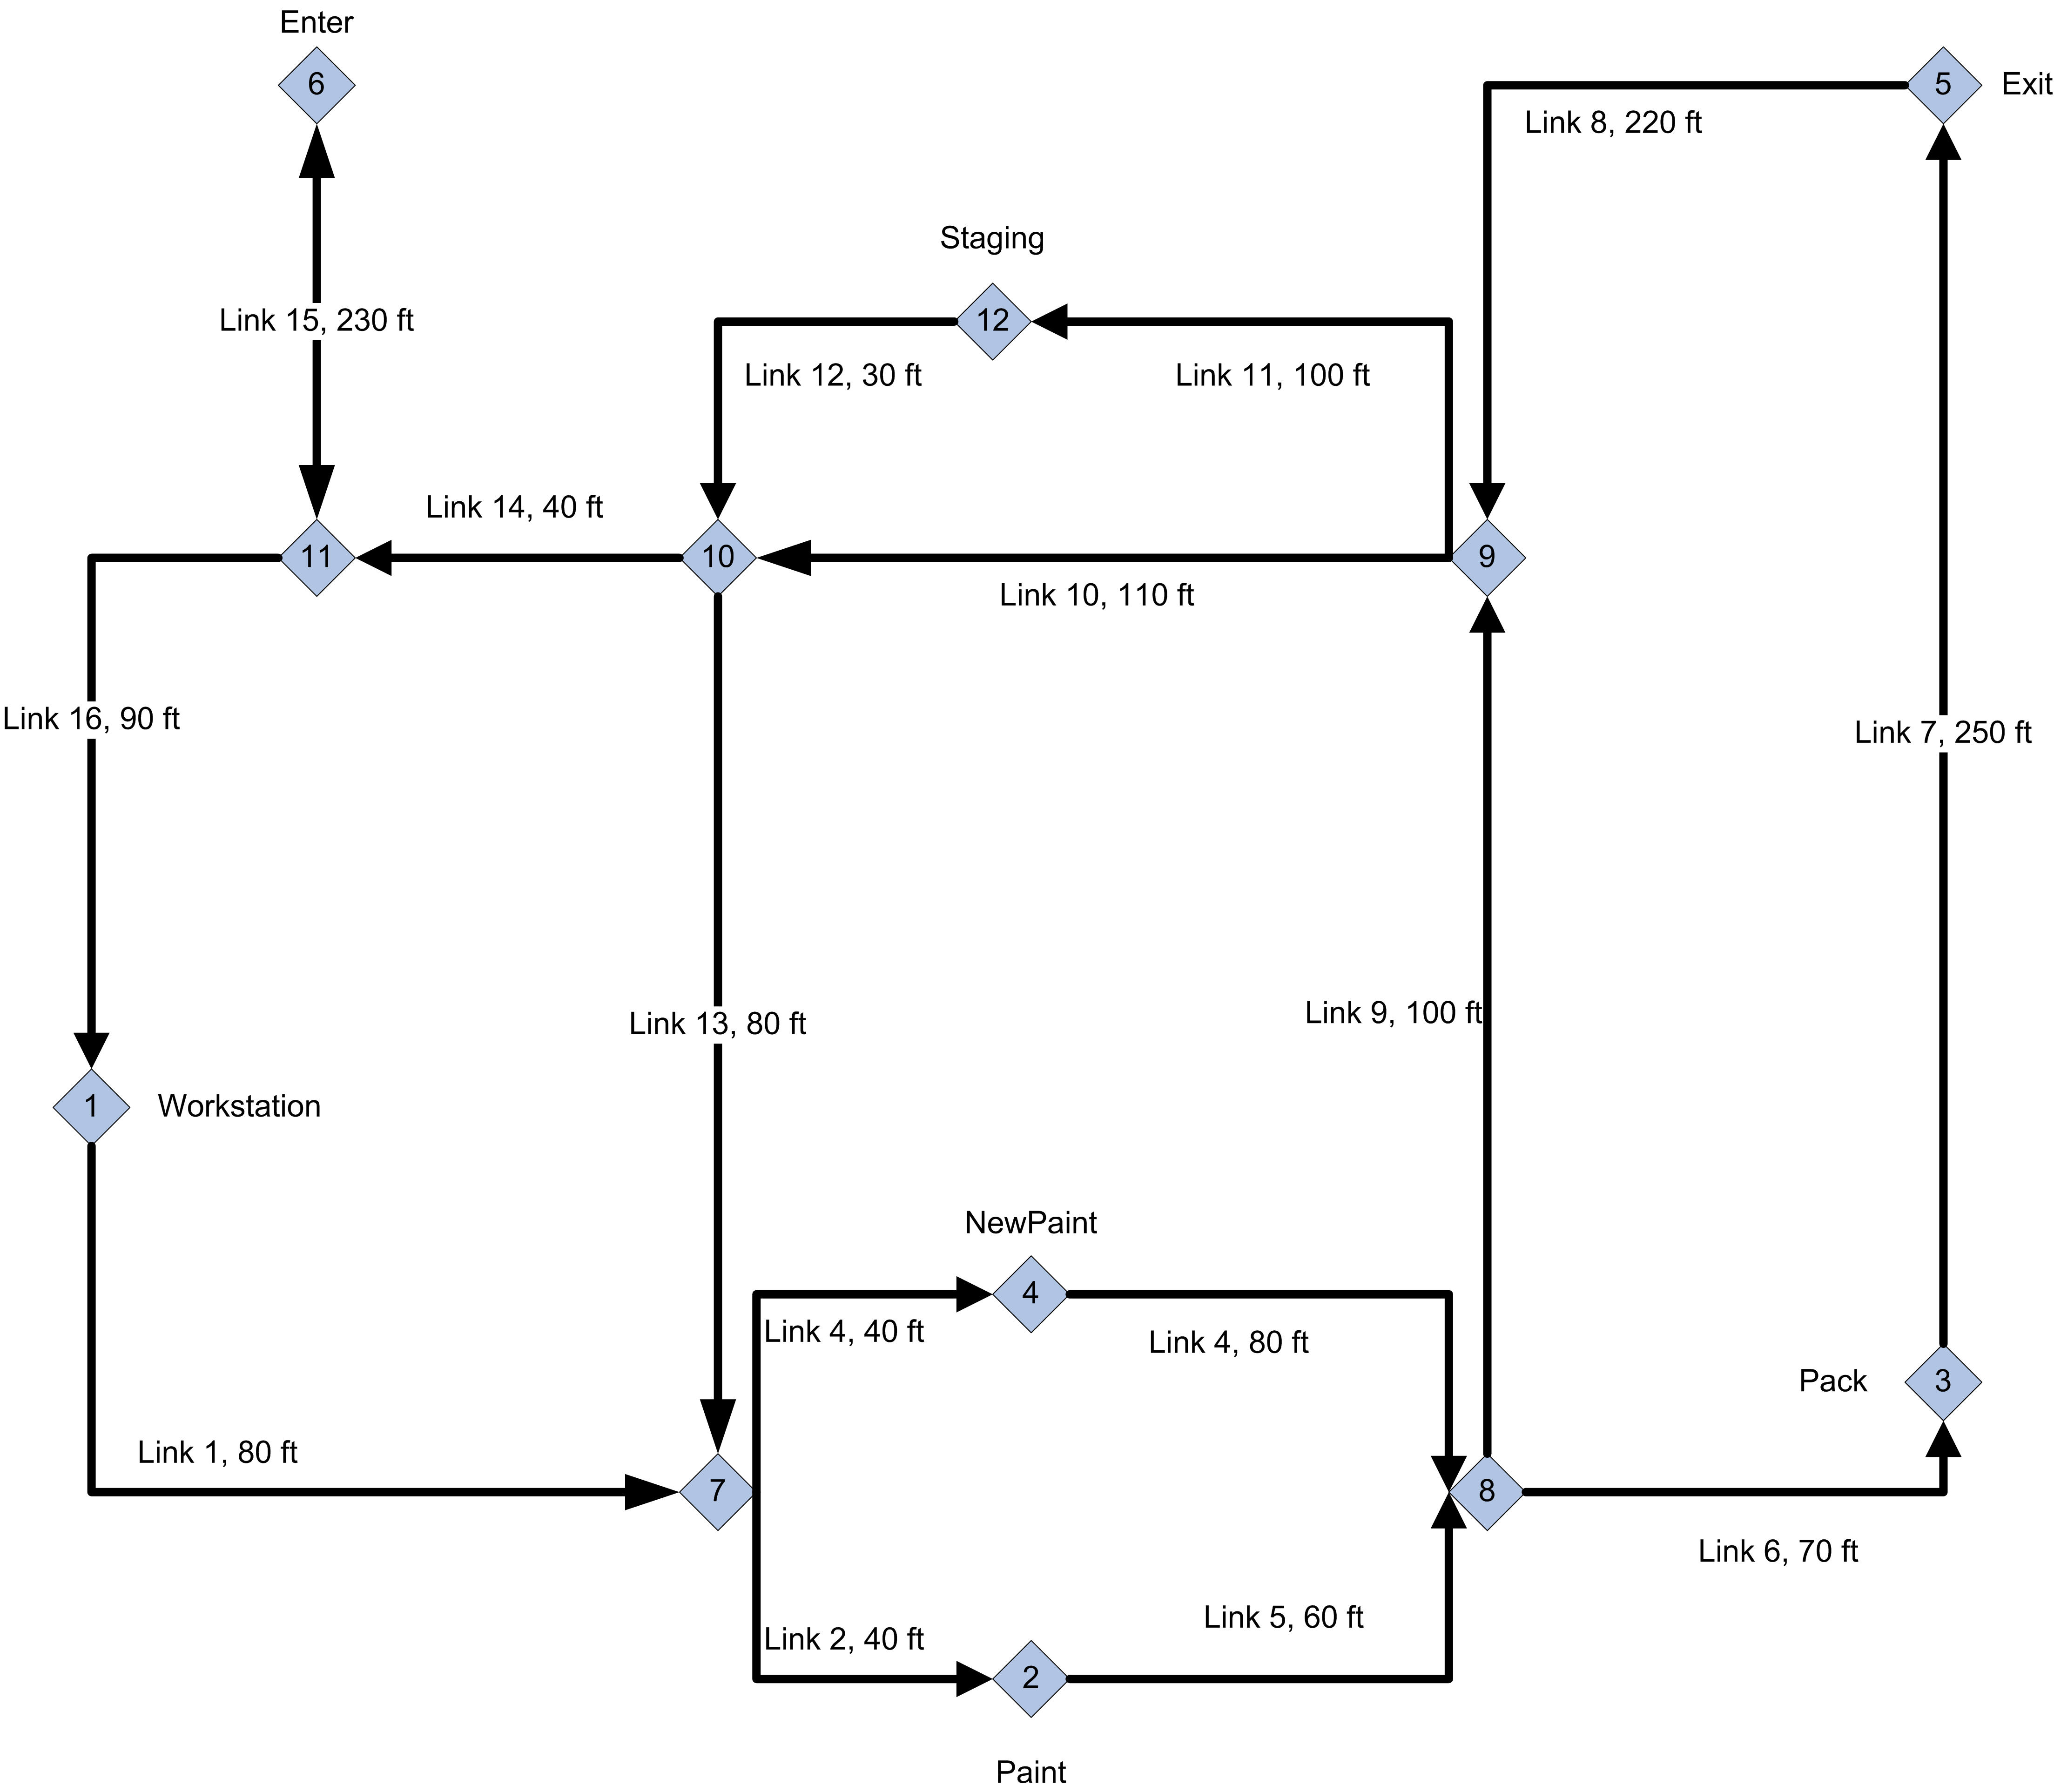 Enter
6
5
Exit
Link 8, 220 ft
Staging
12
Link 15, 230 ft
Link 12, 30 ft
Link 11, 100 ft
Link 14, 40 ft
11
10
9
Link 10, 110 ft
Link 16, 90 ft
Link 7, 250 ft
Link 9, 100 ft
Link 13, 80 ft
1
Workstation
NewPaint
4
Link 4, 40 ft
Link 4, 80 ft
Pack
3
Link 1, 80 ft
7
8
Link 6, 70 ft
Link 5, 60 ft
Link 2, 40 ft
2
Paint